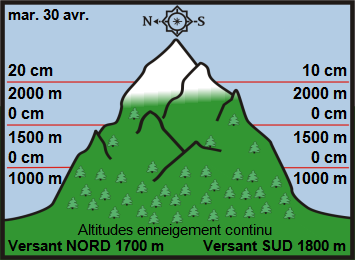 mar. 30 avr.
N S
20 cm 10 cm
2000 m 2000 m
0 cm 0 cm
1500 m 1500 m
0 cm 0 cm
1000 m 1000 m
Altitudes enneigement continu
Versant NORD 1700 m Versant SUD 1800 m